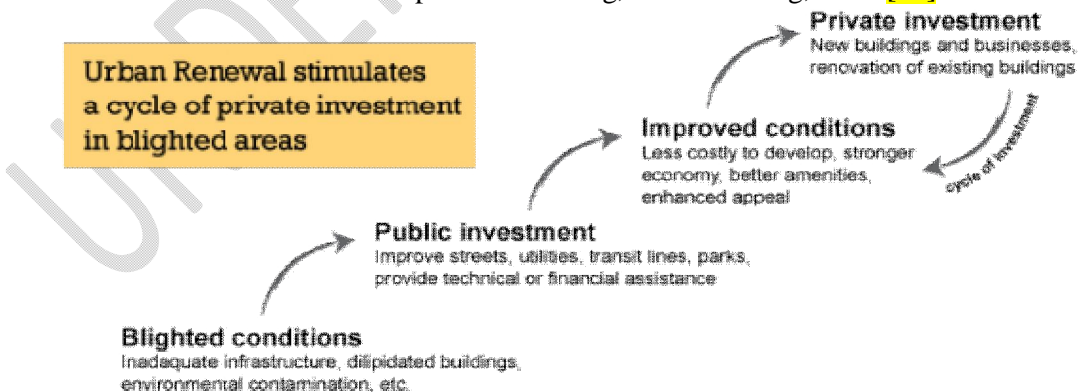 Urban Renewal stimulates
a cycle of private investment
in blighted areas
Private investment
New buildings and businesses,
renovation of existing buildings
cycle of investment
Improved conditions
Less costly to develop, stronger
economy, better amenities,
enhanced appeal
Public investment
Improve streets, utilities, transit lines, parks,
provide technical or financial assistance
Blighted conditions
Inadaquate infrastructure, dilipidated buildings,
environmental contamination, etc.